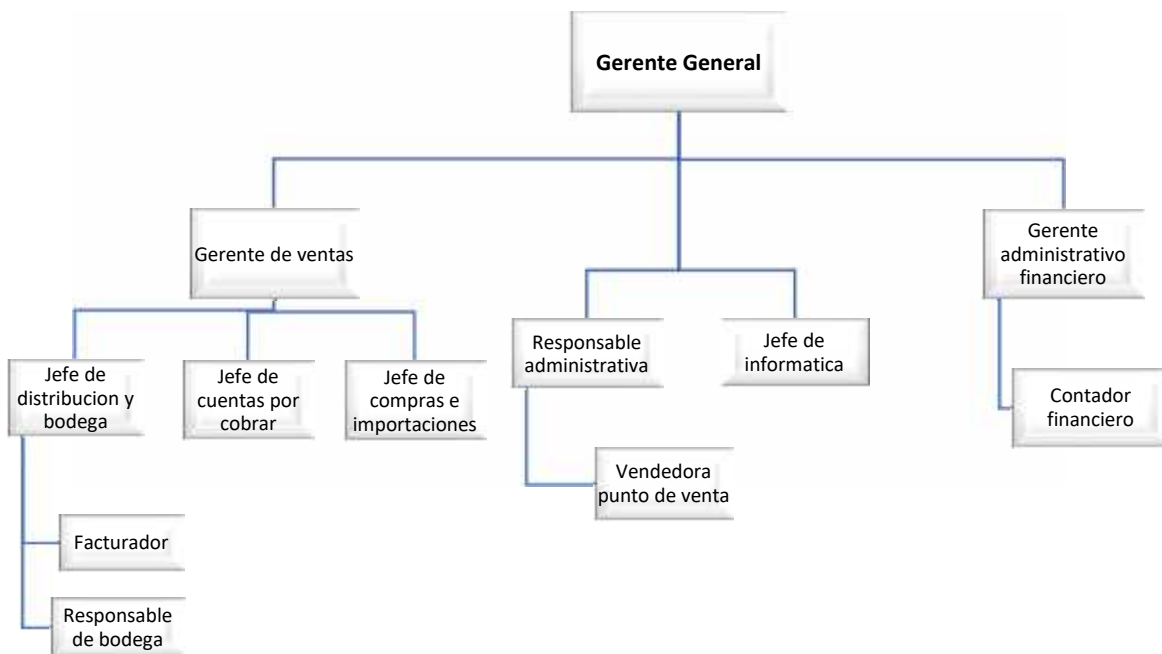 Gerente General
Gerente de ventas
Gerente
administrativo
financiero
Responsable
administrativa
Jefe de
informatica
Jefe de
distribucion y
bodega
Jefe de
cuentas por
cobrar
Jefe de
compras e
importaciones
Contador
financiero
Vendedora
punto de venta
Facturador
Responsable
de bodega